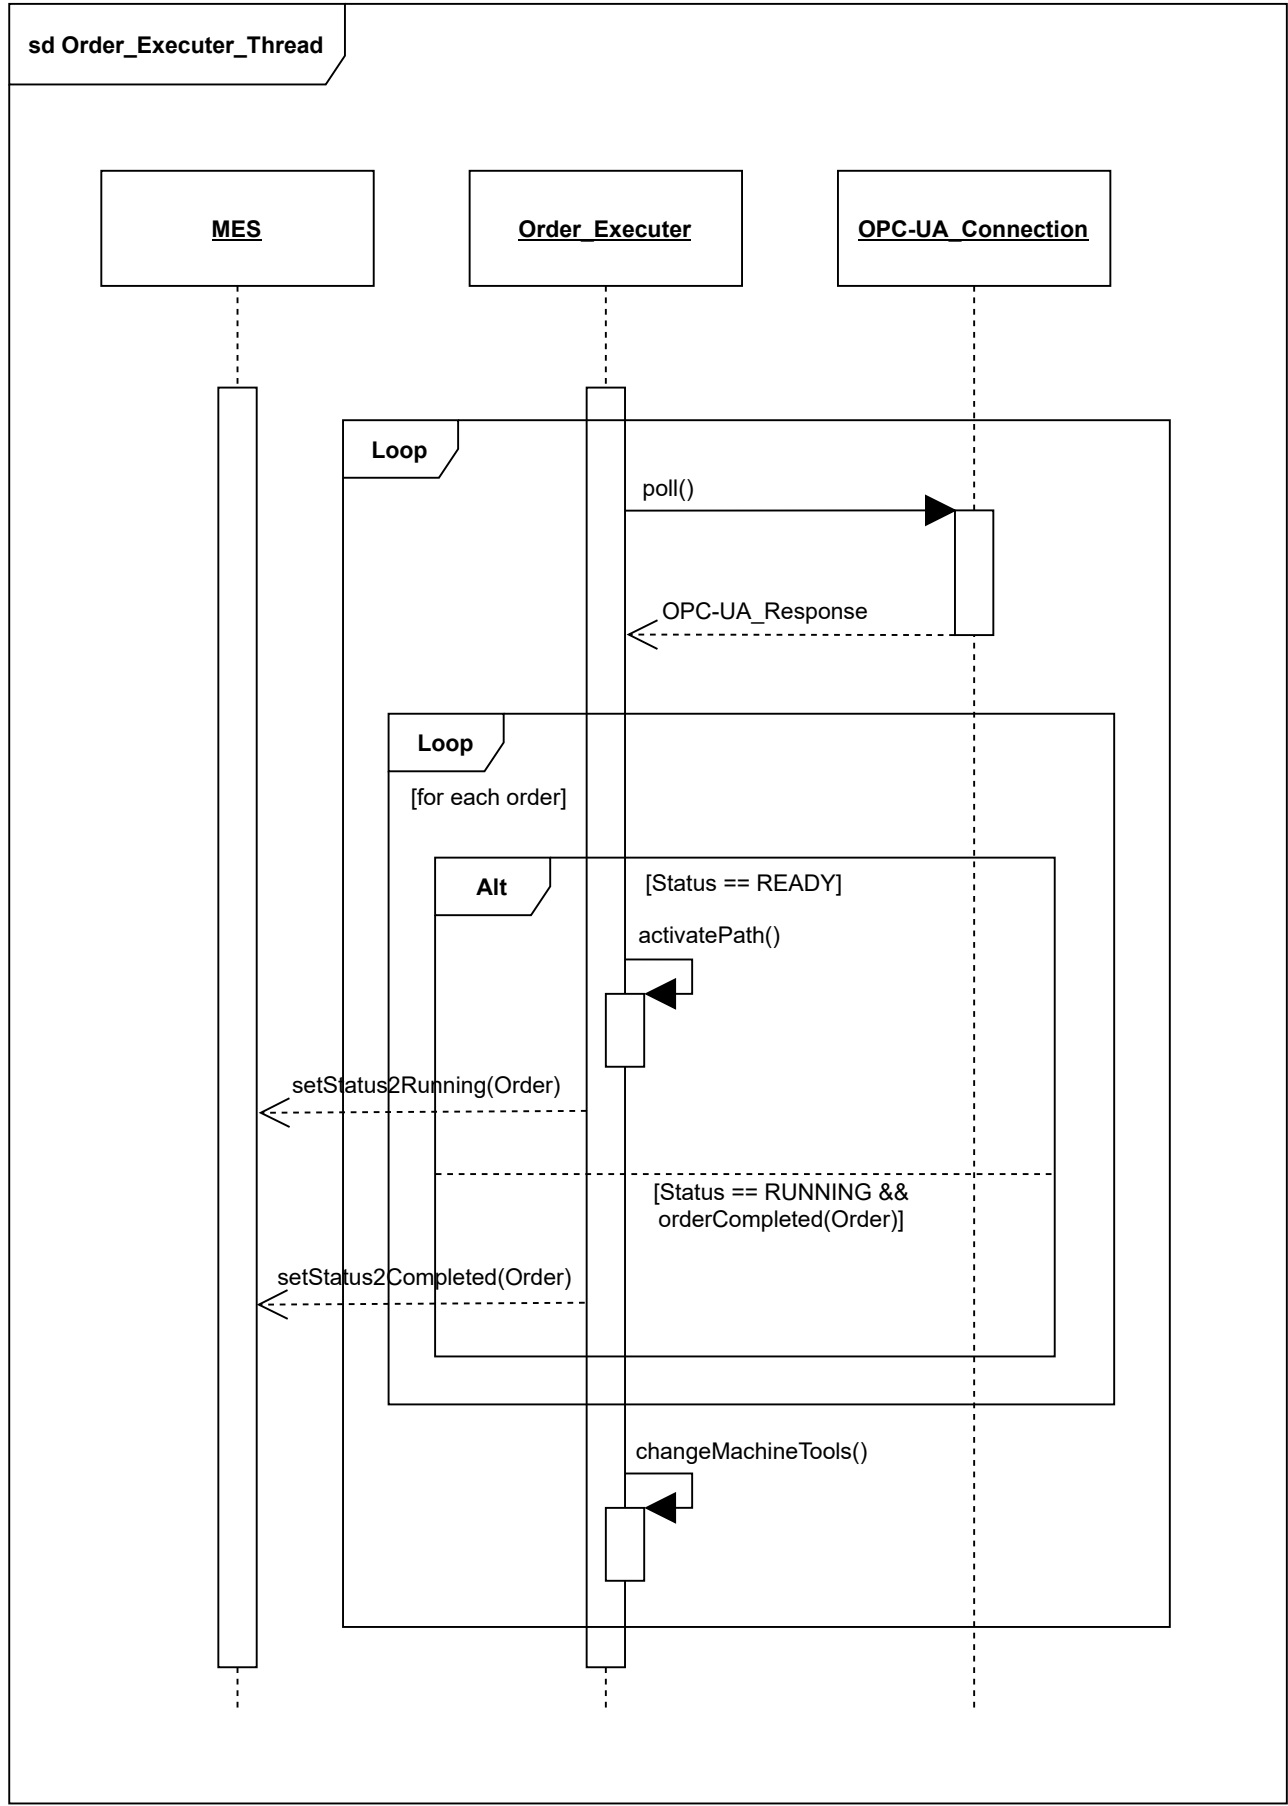 sd Order_Executer_Thread
MES
Order_Executer
OPC-UA_Connection
Loop
poll()
OPC-UA_Response
Loop
[for each order]
Alt
[Status == READY]
activatePath()
setStatus2Running(Order)
[Status == RUNNING &&
orderCompleted(Order)]
setStatus2Completed(Order)
changeMachineTools()